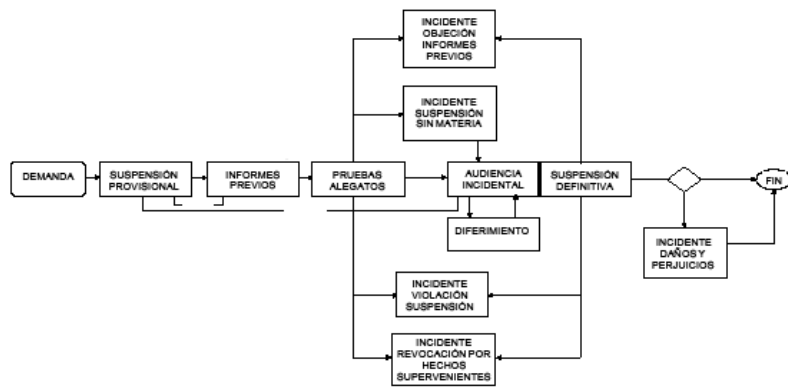 INCIDENTE
OBJECIÓN
INFORMES
PREVIOS
INCIDENTE
SUSPENSIÓN
SIN MATERIA
DEMANDA
SUSPENSIÓN
PROVISIONAL
INFORMES
PREVIOS
PRUEBAS
ALEGATOS
AUDIENCIA
INCIDENTAL
SUSPENSIÓN
DEFINITIVA
FIN
DIFERIMIENTO
INCIDENTE
DAÑOS Y
PERJUICIOS
INCIDENTE
VIOLACIÓN
SUSPENSIÓN
INCIDENTE
REVOCACIÓN POR
HECHOS
SUPERVENIENTES